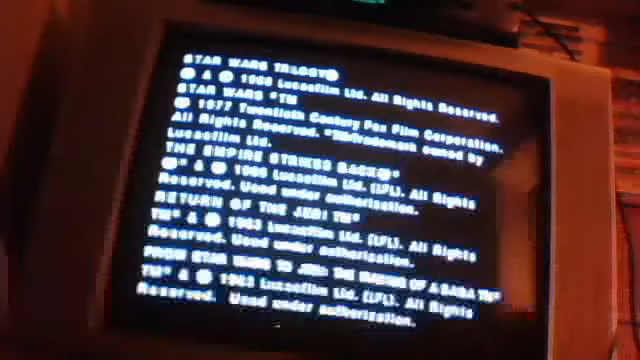 STAR WARS TRILOGY®
© & © 1988 Lucasfilm Ltd. All Rights Reserved.
STAR WARS *TM
© 1977 Twentieth Century Fox Film Corporation.
All Rights Reserved. *TM/Trademark owned by
Lucasfilm Ltd.
THE EMPIRE STRIKES BACK
& © Lucasfilm Ltd. (LFL). All Rights
Reserved. Used under authorization.
RETURN OF THE JEDI TM*
TM* & © 1983 Lucasfilm Ltd. (LFL). All Rights
Reserved. Used under authorization.
FROM STAR WARS TO JEDI: THE MAKING OF A SAGA TM*
TM* & © 1983 Lucasfilm Ltd. (LFL). All Rights
Reserved. Used under authorization.